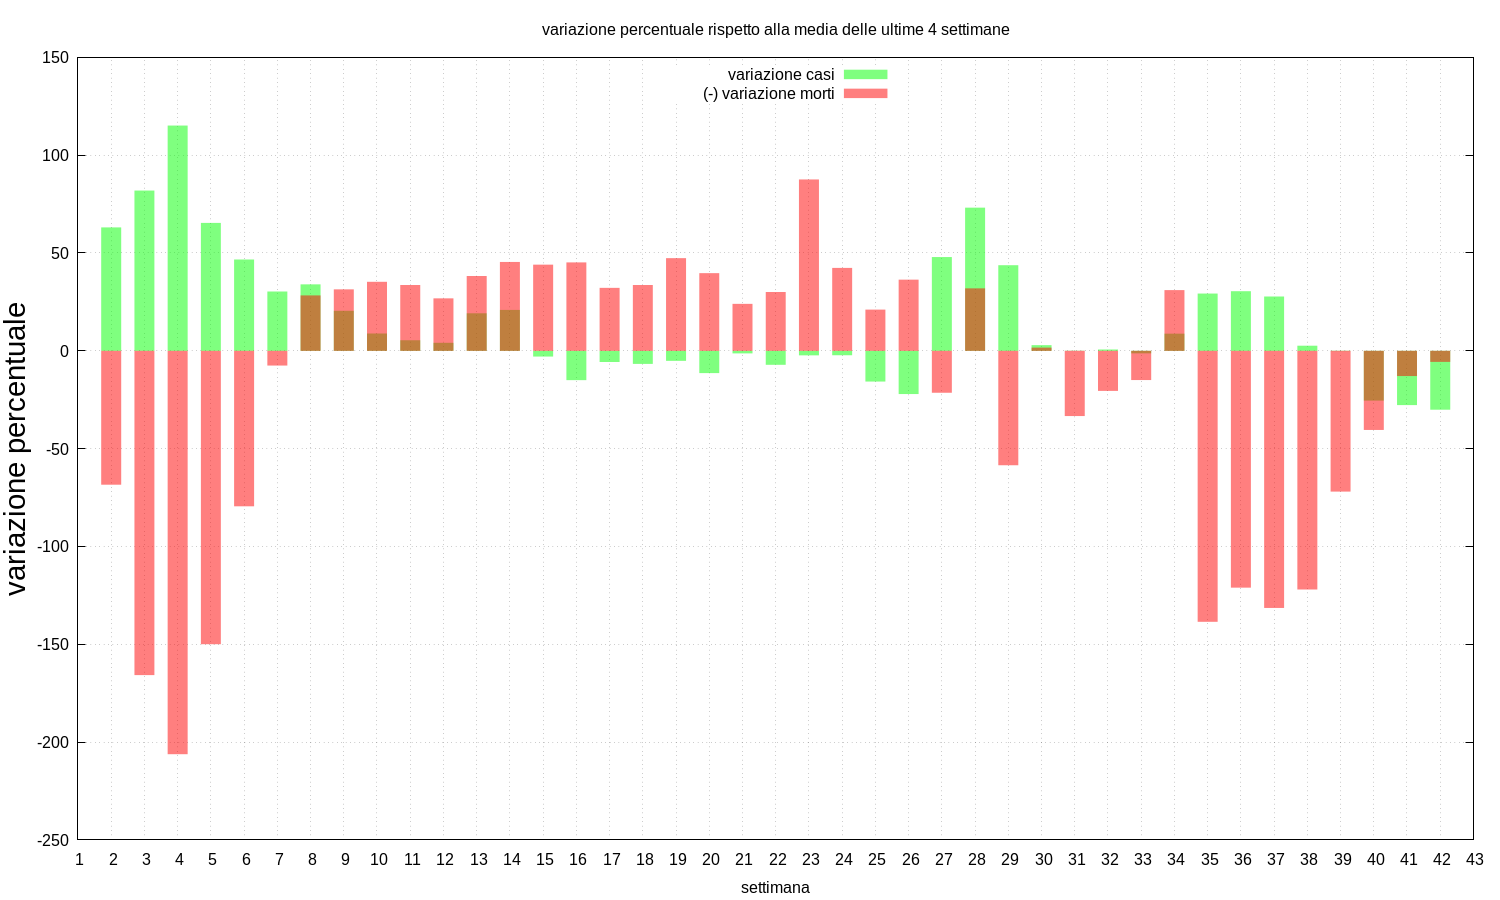 variazione percentuale rispetto alla media delle ultime 4 settimane
variazione casi
(-) variazione morti
variazione percentuale
150
100
50
0
-50
-100
-150
-200
-250
1 2 3 4 5 6 7 8 9 10 11 12 13 14 15 16 17 18 19 20 21 22 23 24 25 26 27 28 29 30 31 32 33 34 35 36 37 38 39 40 41 42 43
settimana